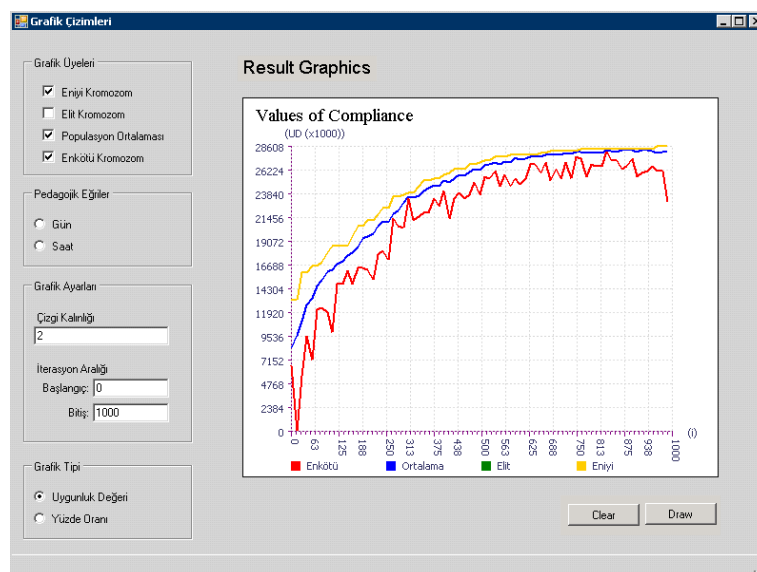 Grafik Çizimleri
Grafik Üyeleri
Eniyi Kromozom
Elit Kromozom
Populasyon Ortalaması
Enkötü Kromozom
Pedagojik Eğriler
Gün
Saat
Grafik Ayarları
Çizgi Kalınlığı
2
İterasyon Aralığı
Başlangıç: 0
Bitiş: 1000
Grafik Tipi
Uygunluk Değeri
Yüzde Oranı
Result Graphics
Values of Compliance
(UD (x1000))
28608
26224
23840
21456
19072
16688
14304
11920
9536
7152
4768
2384
0
0 63 125 188 250 313 375 438 500 563 625 688 750 813 875 938 1000 (i)
Enkötü Ortalama Elit Eniyi
Clear Draw